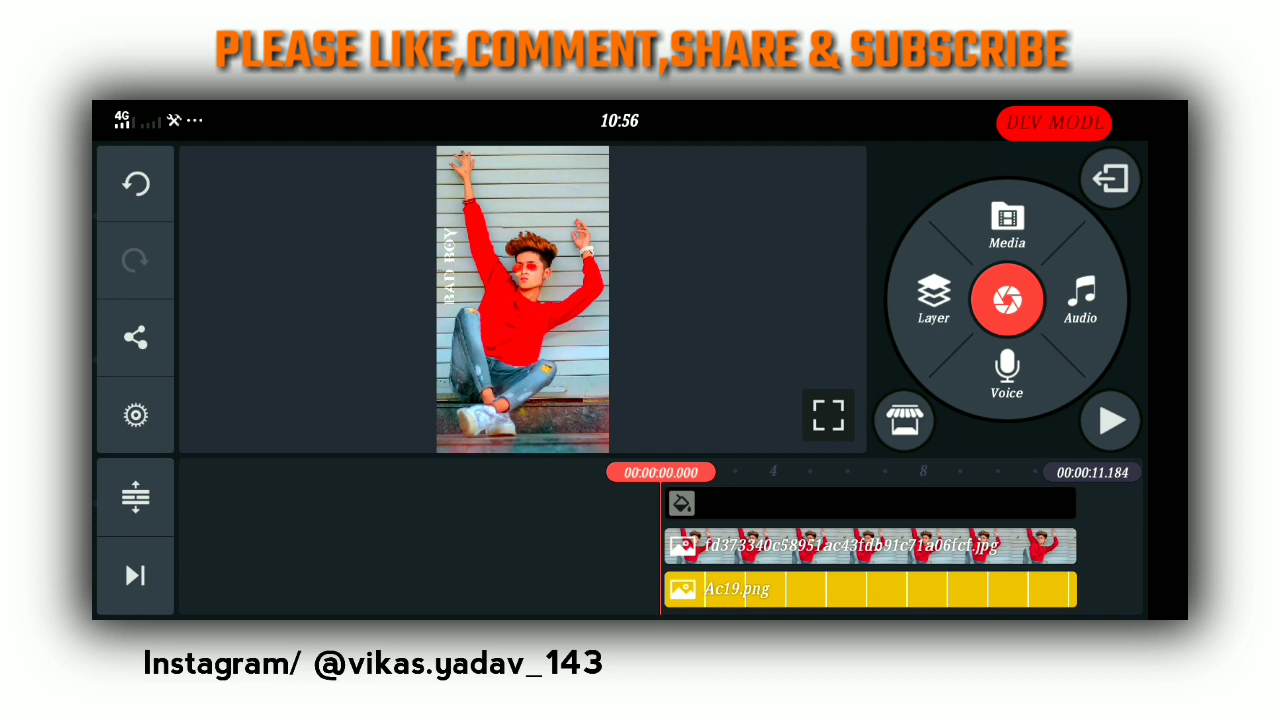 PLEASE LIKE,COMMENT,SHARE & SUBSCRIBE
4G
10:56
DEV MODE
BAD BOY
Media
Layer
Audio
Voice
00:00:00.000
4
8
00:00:11.184
fd373340c58951ac43fdb91c71a06fcf.jpg
Ac19.png
Instagram/ @vikas.yadav_143